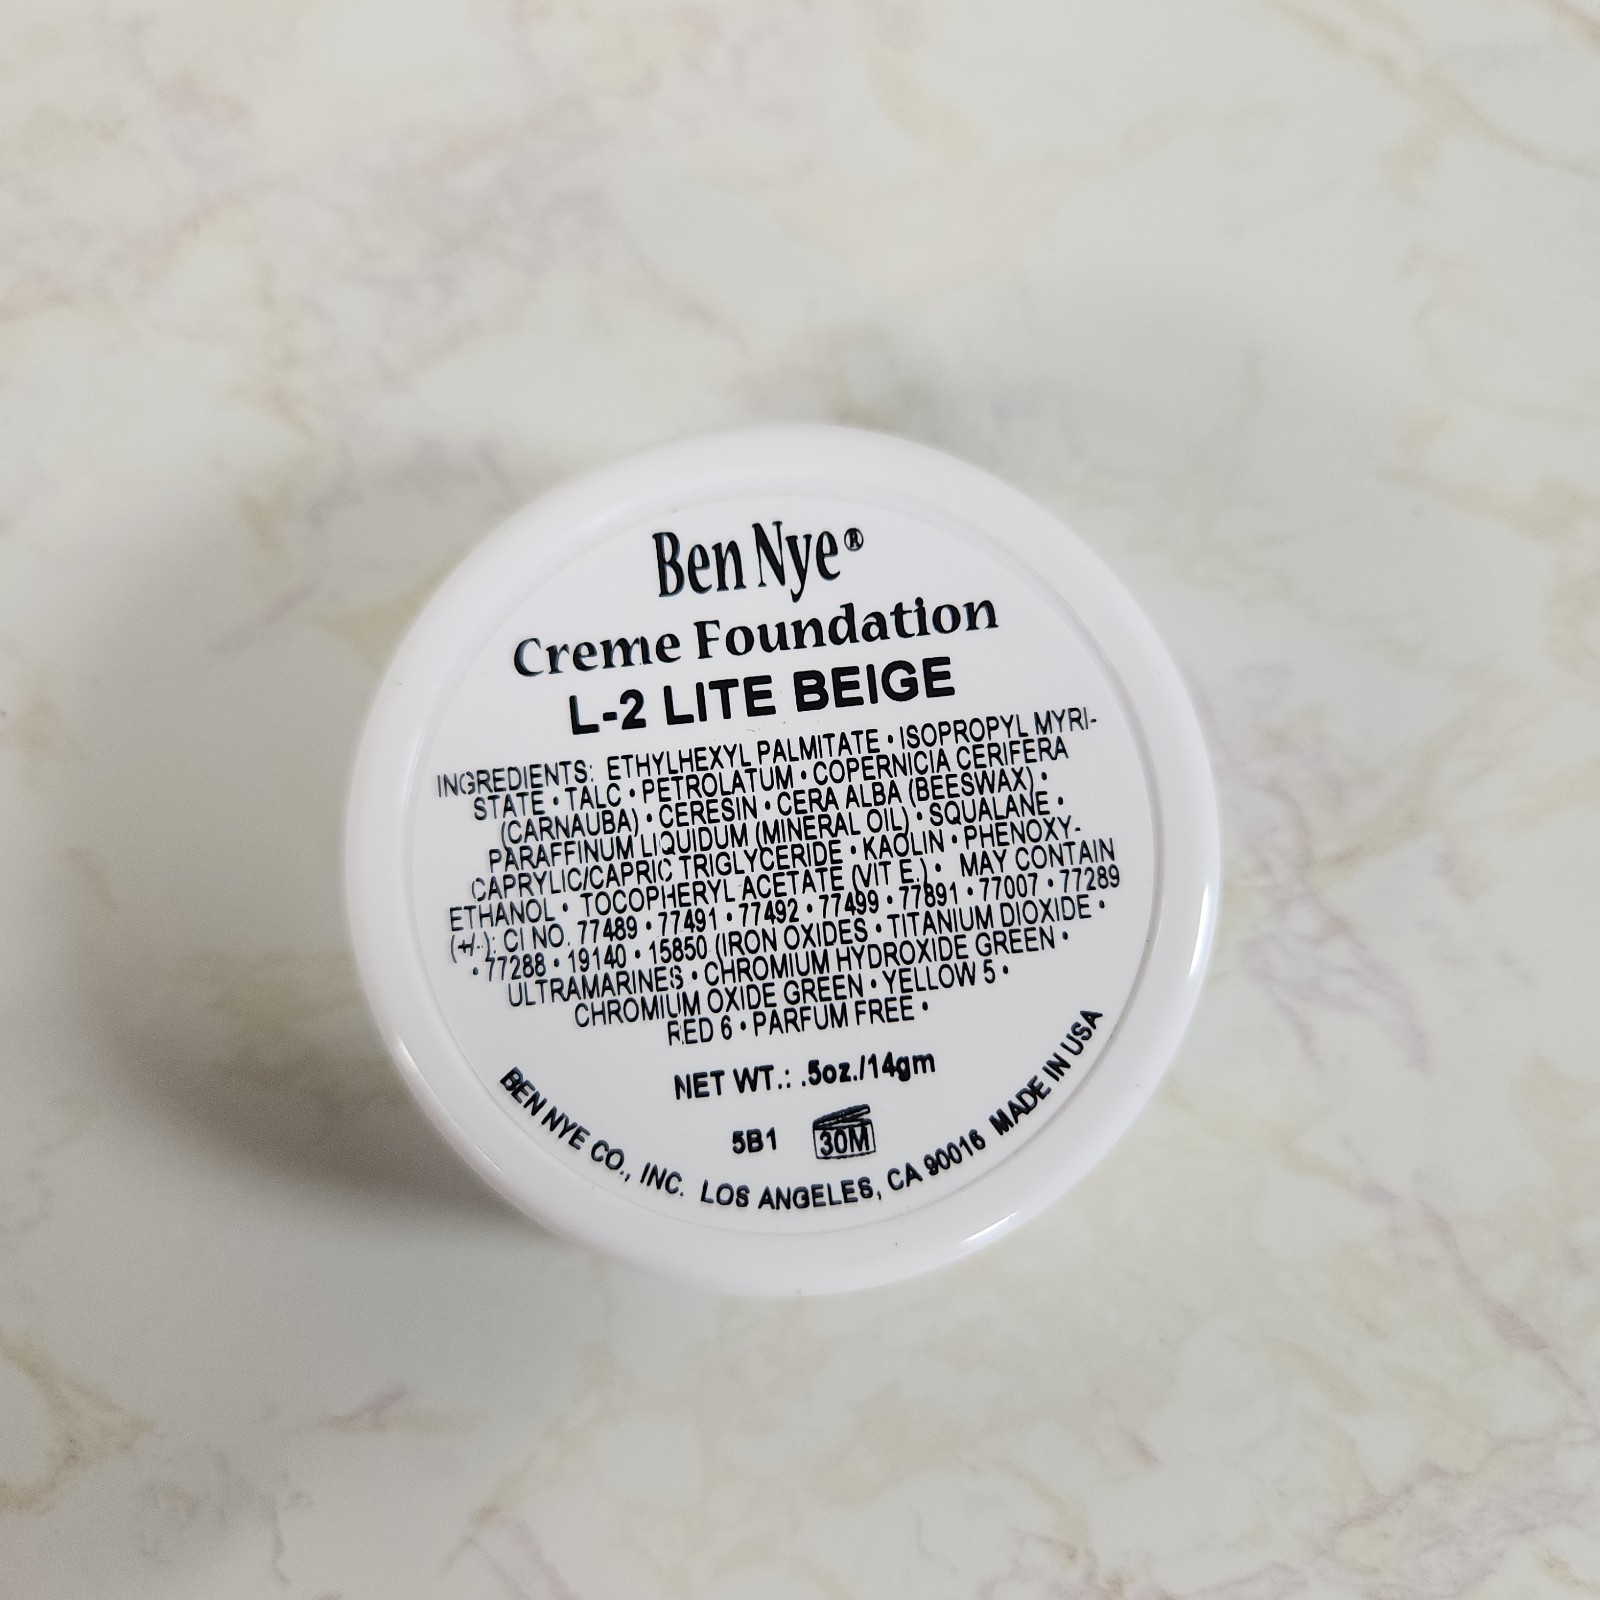 Ben Nye®
Creme Foundation
L-2 LITE BEIGE
INGREDIENTS: ETHYLHEXYL PALMITATE • ISOPROPYL MYRI-
STATE • TALC • PETROLATUM • COPERNICIA CERIFERA
(CARNAUBA) • CERESIN • CERA ALBA (BEESWAX) •
PARAFFINUM LIQUIDUM (MINERAL OIL) • SQUALANE •
CAPRYLIC/CAPRIC TRIGLYCERIDE • KAOLIN • PHENOXY-
ETHANOL • TOCOPHERYL ACETATE (VIT E.) • MAY CONTAIN
(+/-): CI NO. 77489 • 77491 • 77492 • 77499 • 77891 • 77007 • 77289
• 77288 • 19140 • 15850 (IRON OXIDES • TITANIUM DIOXIDE •
ULTRAMARINES • CHROMIUM HYDROXIDE GREEN •
CHROMIUM OXIDE GREEN • YELLOW 5 •
RED 6 • PARFUM FREE •
NET WT.: .5oz./14gm
5B1 30M
BEN NYE CO., INC. LOS ANGELES, CA 90016 MADE IN USA